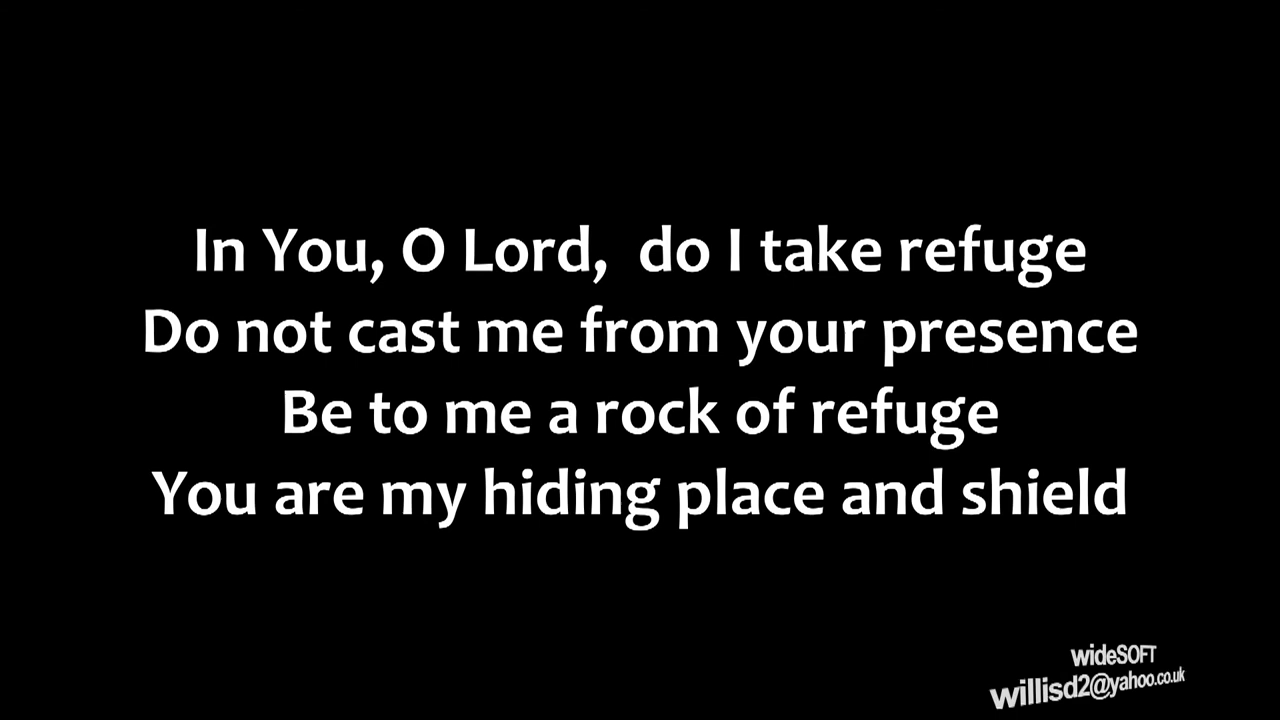 In You, O Lord,  do I take refuge
Do not cast me from your presence
Be to me a rock of refuge
You are my hiding place and shield
wideSOFT
willisd2@yahoo.co.uk